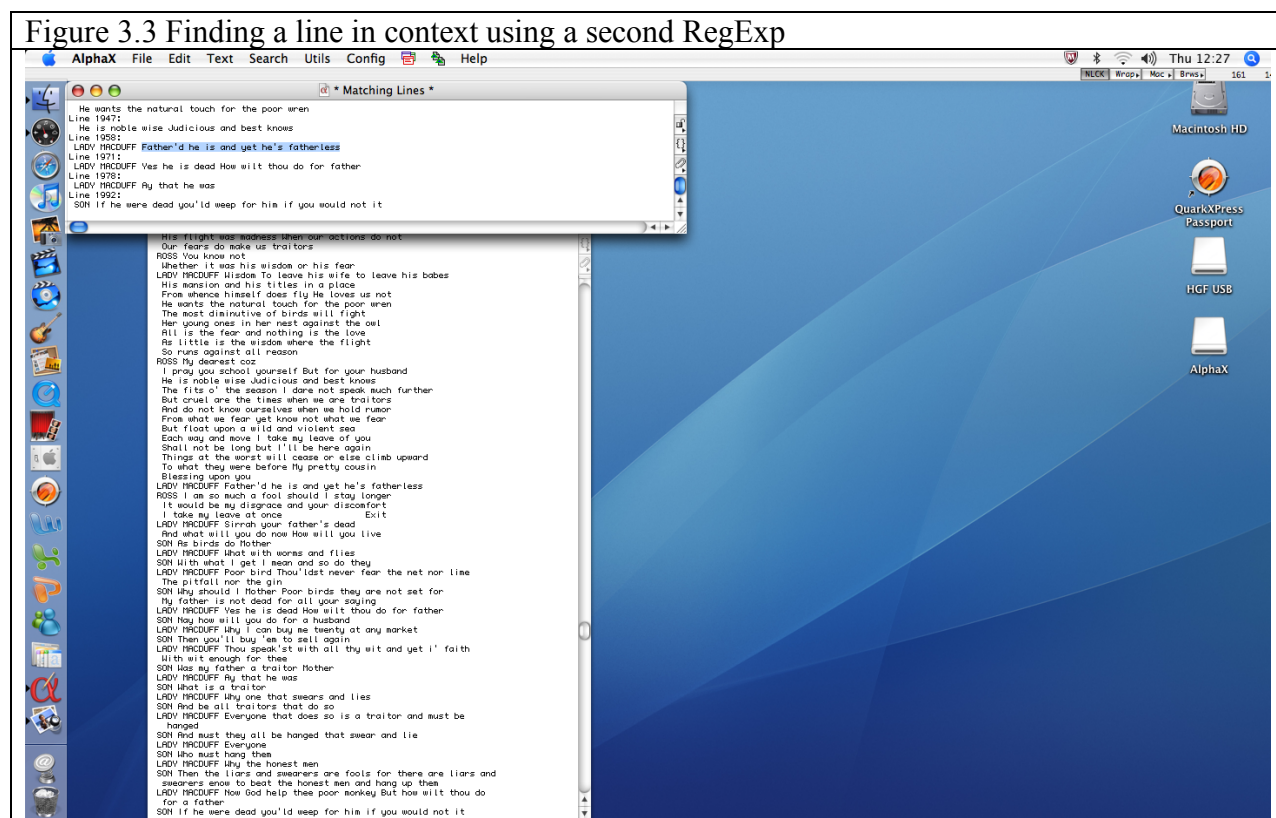 Figure 3.3 Finding a line in context using a second RegExp
AlphaX File Edit Text Search Utils Config Help
Thu 12:27
NLCK Wrap Mac Brws 161
* Matching Lines *
He wants the natural touch for the poor wren
Line 1947:
He is noble wise Judicious and best knows
Line 1958:
LADY MACDUFF Father'd he is and yet he's fatherless
Line 1971:
LADY MACDUFF Yes he is dead How wilt thou do for father
Line 1978:
LADY MACDUFF Ay that he was
Line 1992:
SON If he were dead you'ld weep for him if you would not it
His flight was madness When our actions do not
Our fears do make us traitors
ROSS You know not
Whether it was his wisdom or his fear
LADY MACDUFF Wisdom To leave his wife to leave his babes
His mansion and his titles in a place
From whence himself does fly He loves us not
He wants the natural touch for the poor wren
The most diminutive of birds will fight
Her young ones in her nest against the owl
All is the fear and nothing is the love
As little is the wisdom where the flight
So runs against all reason
ROSS My dearest coz
I pray you school yourself But for your husband
He is noble wise Judicious and best knows
The fits o' the season I dare not speak much further
But cruel are the times when we are traitors
And do not know ourselves when we hold rumor
From what we fear yet know not what we fear
But float upon a wild and violent sea
Each way and move I take my leave of you
Shall not be long but I'll be here again
Things at the worst will cease or else climb upward
To what they were before My pretty cousin
Blessing upon you
LADY MACDUFF Father'd he is and yet he's fatherless
ROSS I am so much a fool should I stay longer
It would be my disgrace and your discomfort
I take my leave at once Exit
LADY MACDUFF Sirrah your father's dead
And what will you do now How will you live
SON As birds do Mother
LADY MACDUFF What with worms and flies
SON With what I get I mean and so do they
LADY MACDUFF Poor bird Thou'ldst never fear the net nor lime
The pitfall nor the gin
SON Why should I Mother Poor birds they are not set for
My father is not dead for all your saying
LADY MACDUFF Yes he is dead How wilt thou do for father
SON Nay how will you do for a husband
LADY MACDUFF Why I can buy me twenty at any market
SON Then you'll buy 'em to sell again
LADY MACDUFF Thou speak'st with all thy wit and yet i' faith
With wit enough for thee
SON Was my father a traitor Mother
LADY MACDUFF Ay that he was
SON What is a traitor
LADY MACDUFF Why one that swears and lies
SON And be all traitors that do so
LADY MACDUFF Everyone that does so is a traitor and must be
hanged
SON And must they all be hanged that swear and lie
LADY MACDUFF Everyone
SON Who must hang them
LADY MACDUFF Why the honest men
SON Then the liars and swearers are fools for there are liars and
swearers enow to beat the honest men and hang up them
LADY MACDUFF Now God help thee poor monkey But how wilt thou do
for a father
SON If he were dead you'ld weep for him if you would not it
Macintosh HD
QuarkXPress
Passport
HGF USB
AlphaX